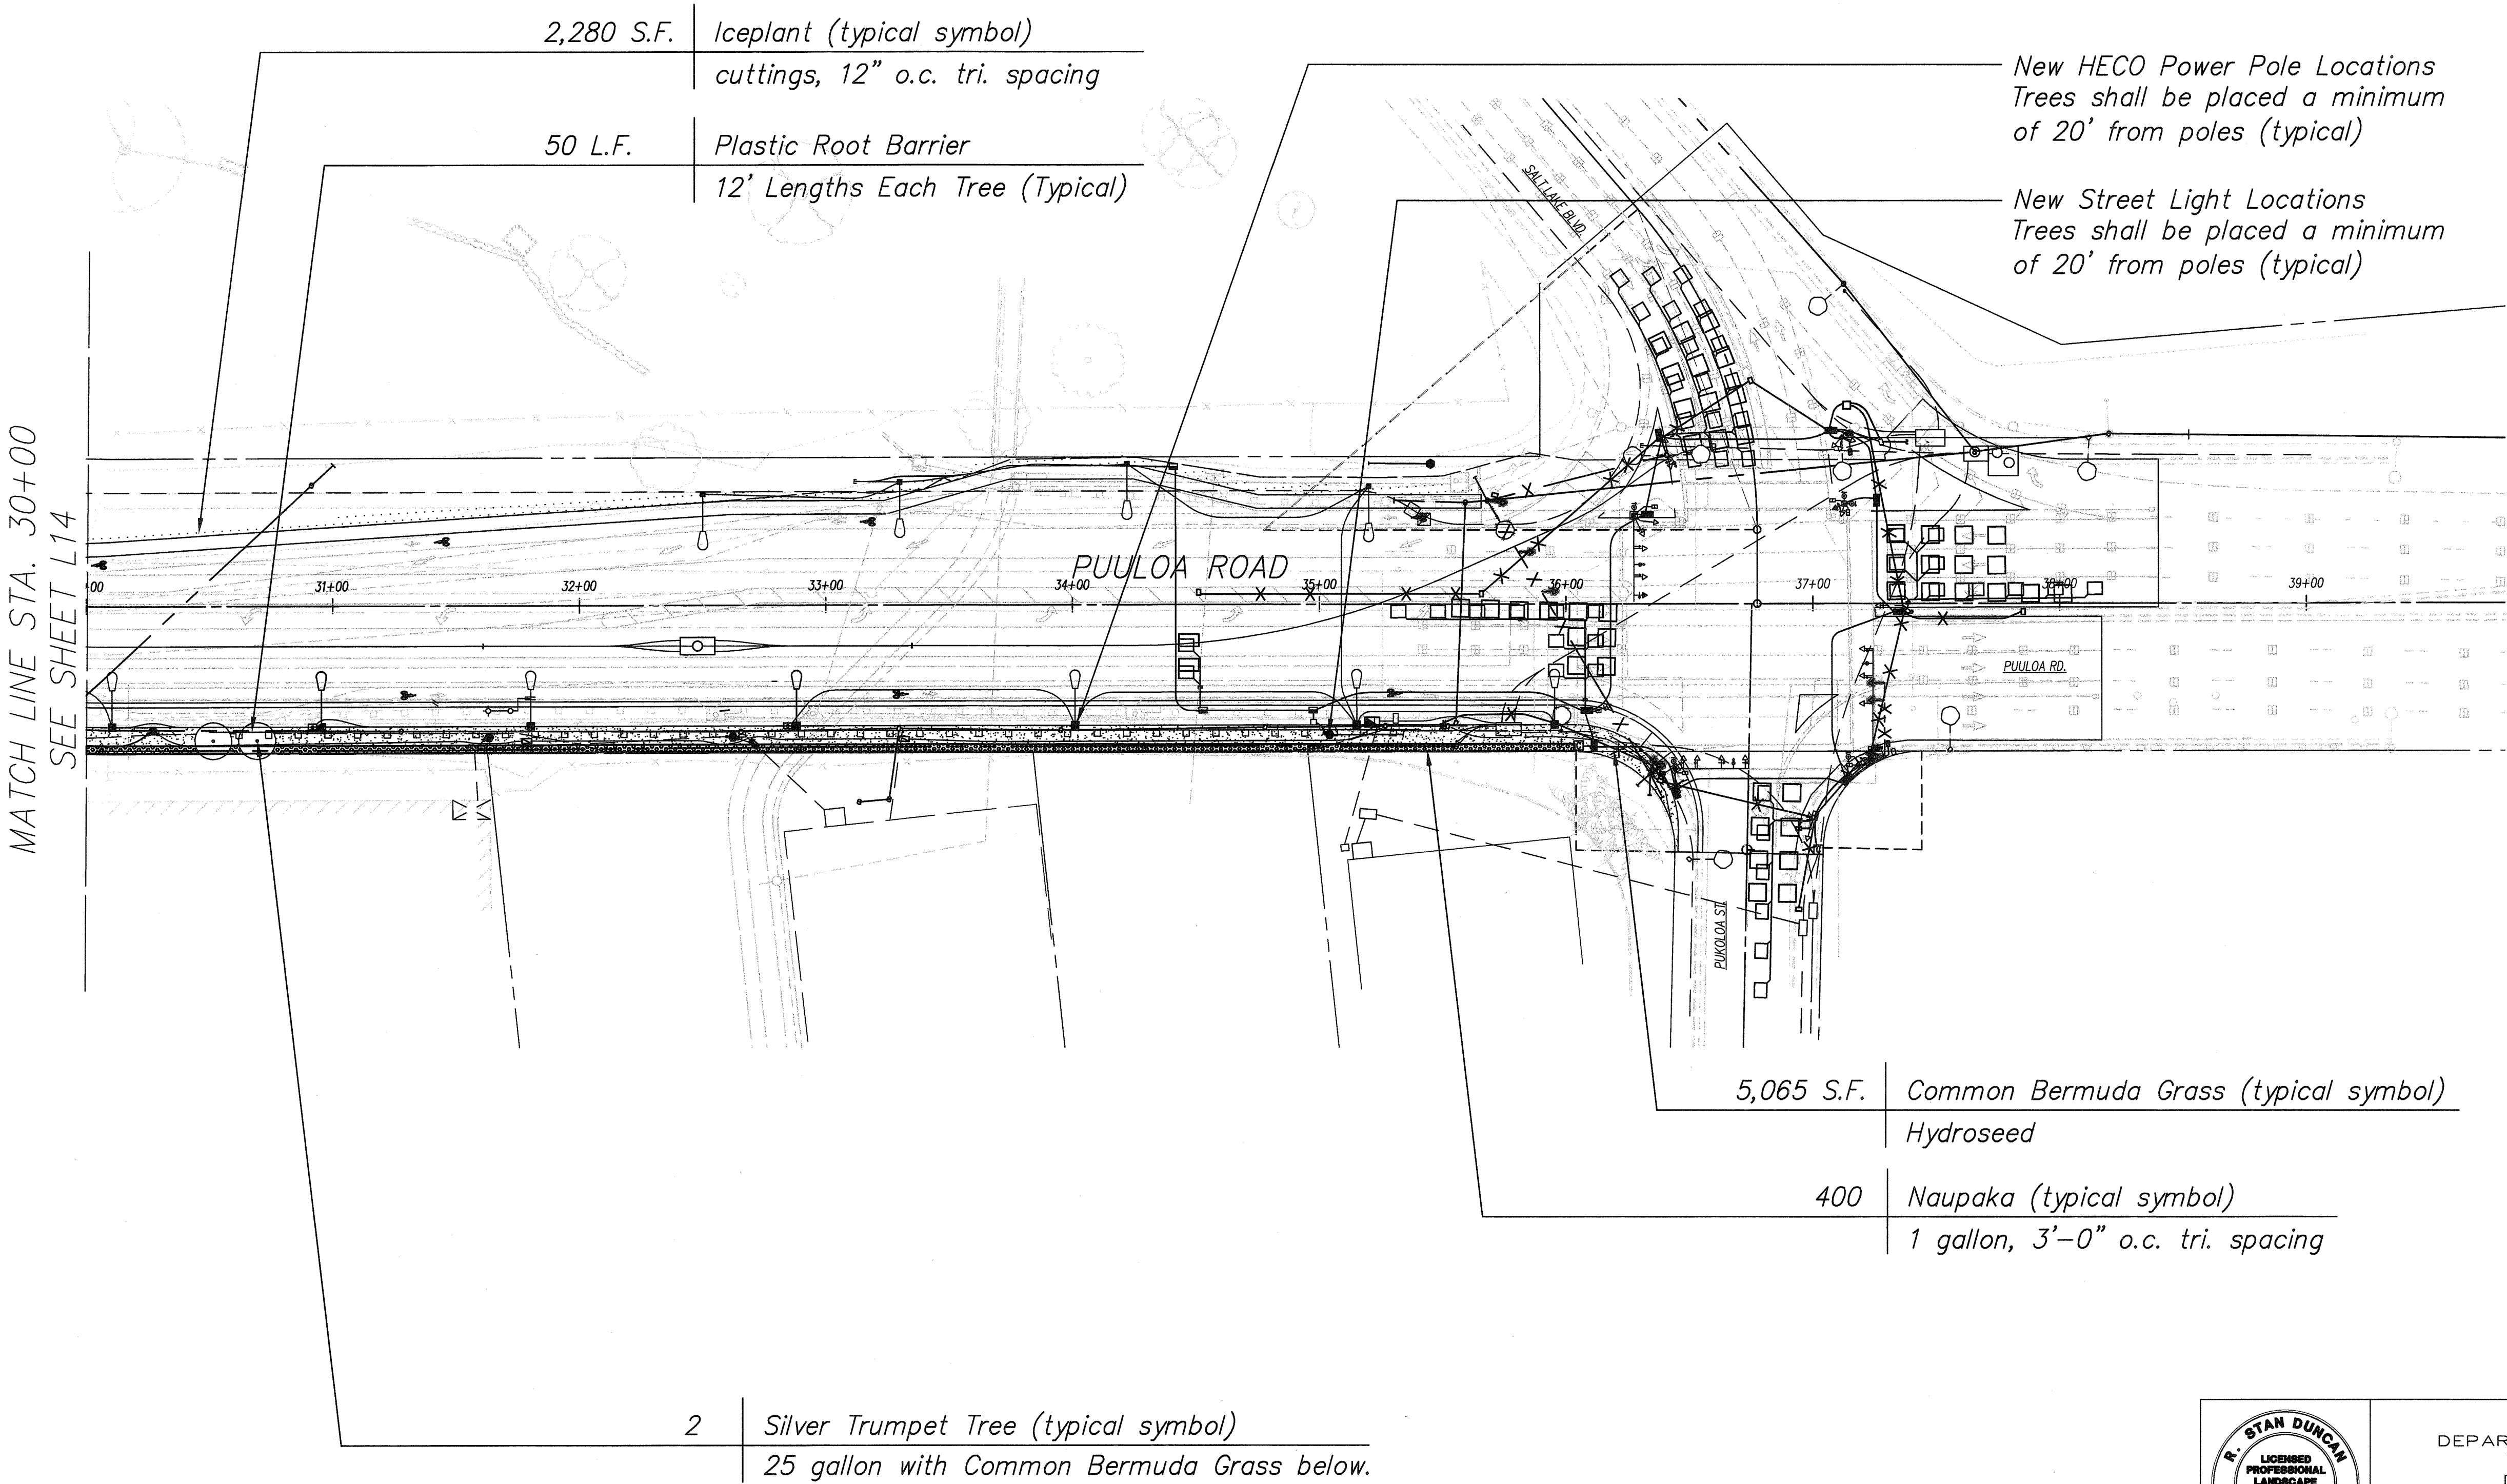 2,280 S.F. Iceplant (typical symbol)
cuttings, 12" o.c. tri. spacing
50 L.F. Plastic Root Barrier
12' Lengths Each Tree (Typical)
New HECO Power Pole Locations
Trees shall be placed a minimum
of 20' from poles (typical)
New Street Light Locations
Trees shall be placed a minimum
of 20' from poles (typical)
SALT LAKE BLVD.
MATCH LINE STA. 30+00
SEE SHEET L14
PUULOA ROAD
+00
31+00
32+00
33+00
34+00
35+00
36+00
37+00
38+00
39+00
PUULOA RD.
PUKOLOA ST.
5,065 S.F. Common Bermuda Grass (typical symbol)
Hydroseed
400 Naupaka (typical symbol)
1 gallon, 3'-0" o.c. tri. spacing
2 Silver Trumpet Tree (typical symbol)
25 gallon with Common Bermuda Grass below.
R. STAN DUNCAN
LICENSED
PROFESSIONAL
LANDSCAPE
DEPAR